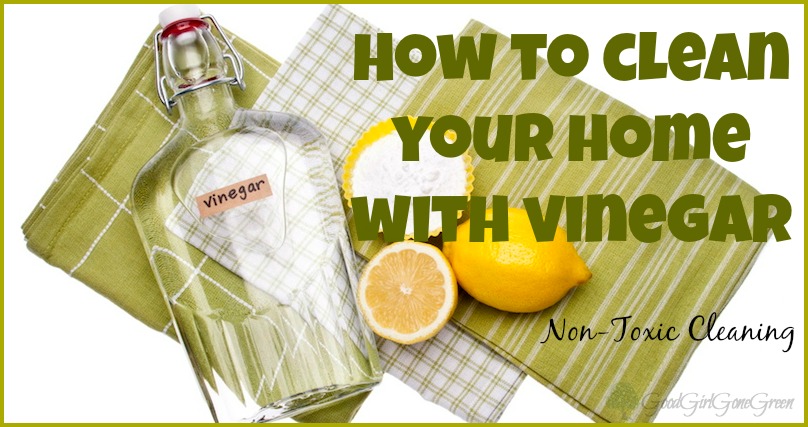 How to Clean
Your Home
with Vinegar
vinegar
Non-Toxic Cleaning
GoodGirlGoneGreen